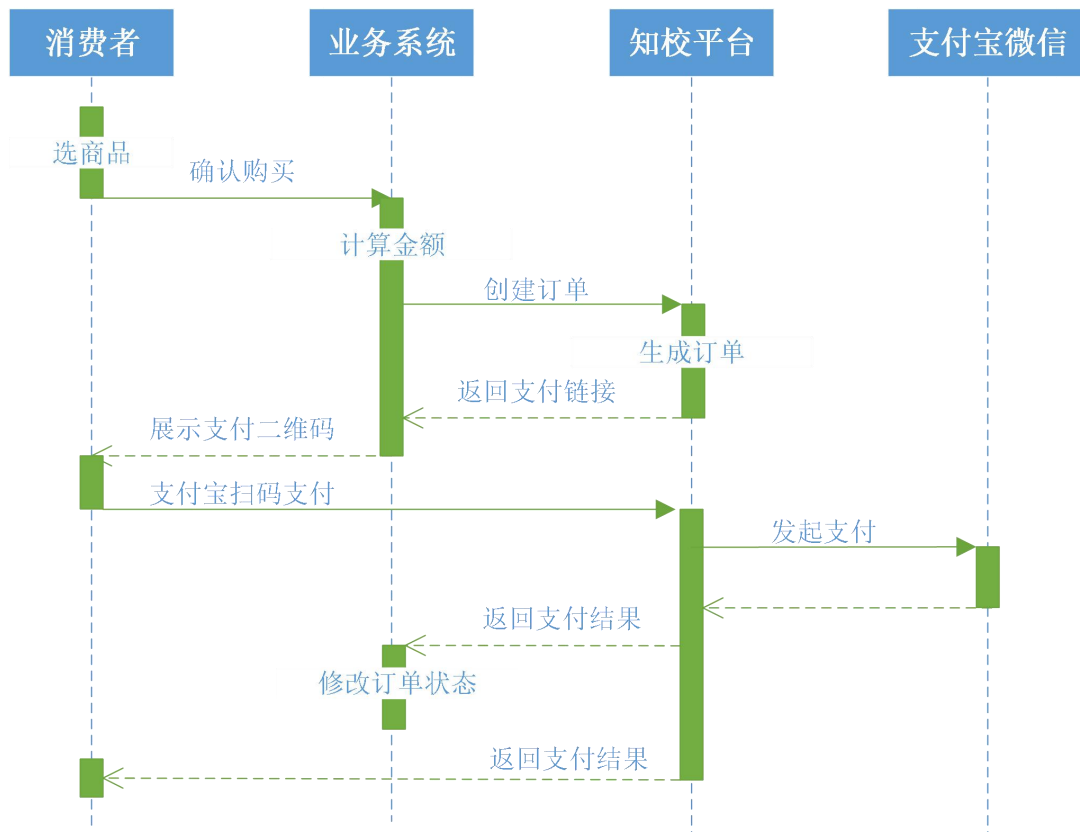 消费者
业务系统
知校平台
支付宝微信
选商品
确认购买
计算金额
创建订单
生成订单
返回支付链接
展示支付二维码
支付宝扫码支付
发起支付
返回支付结果
修改订单状态
返回支付结果